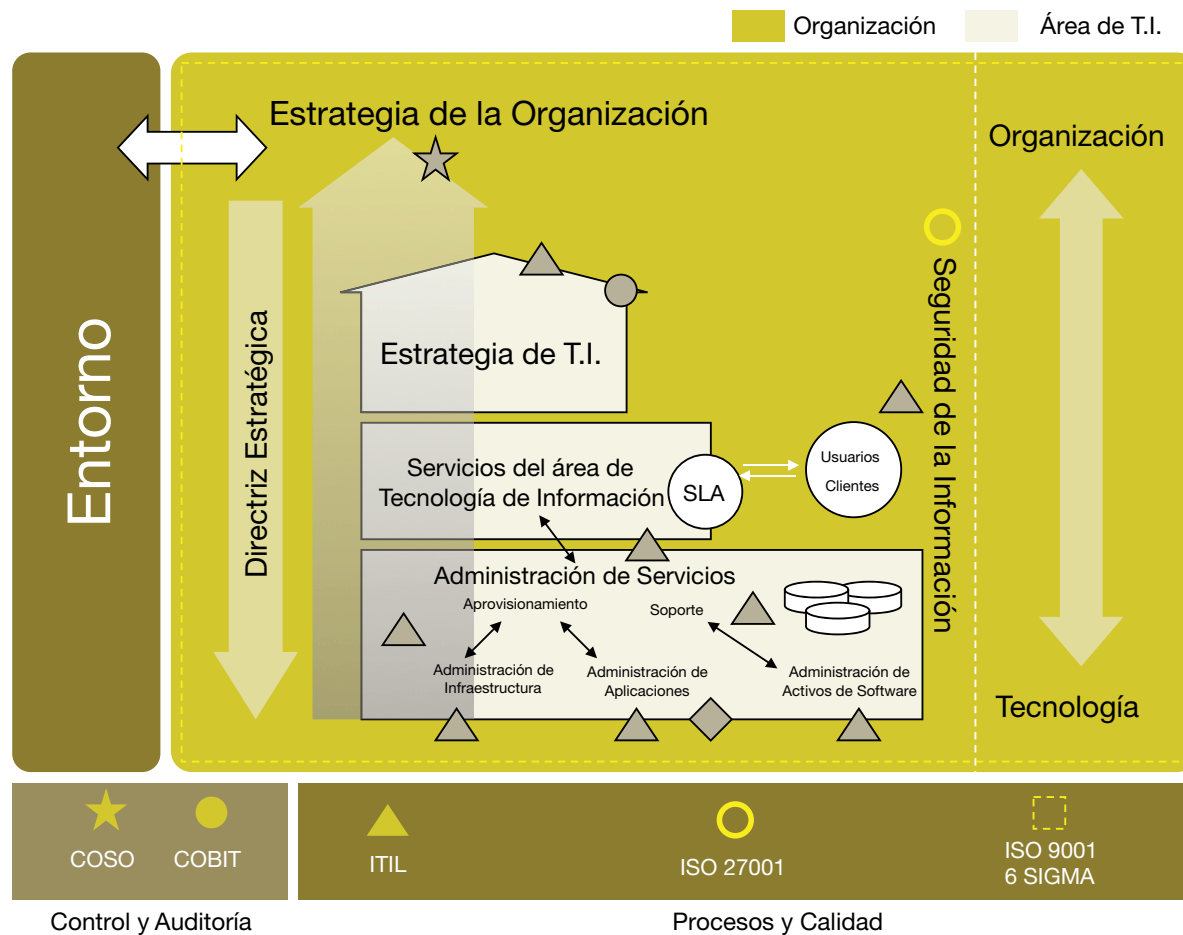 Organización
Área de T.I.
Estrategia de la Organización
Organización
Entorno
Directriz Estratégica
Estrategia de T.I.
Seguridad de la Información
Servicios del área de
Tecnología de Información
SLA
Usuarios
Clientes
Administración de Servicios
Aprovisionamiento
Soporte
Administración de
Infraestructura
Administración de
Aplicaciones
Administración de
Activos de Software
Tecnología
COSO
COBIT
ITIL
ISO 27001
ISO 9001
6 SIGMA
Control y Auditoría
Procesos y Calidad